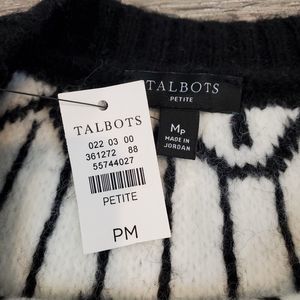 TALBOTS
PETITE
MP
MADE IN
JORDAN
TALBOTS
022 03 00
361272 88
55744027
PETITE
PM